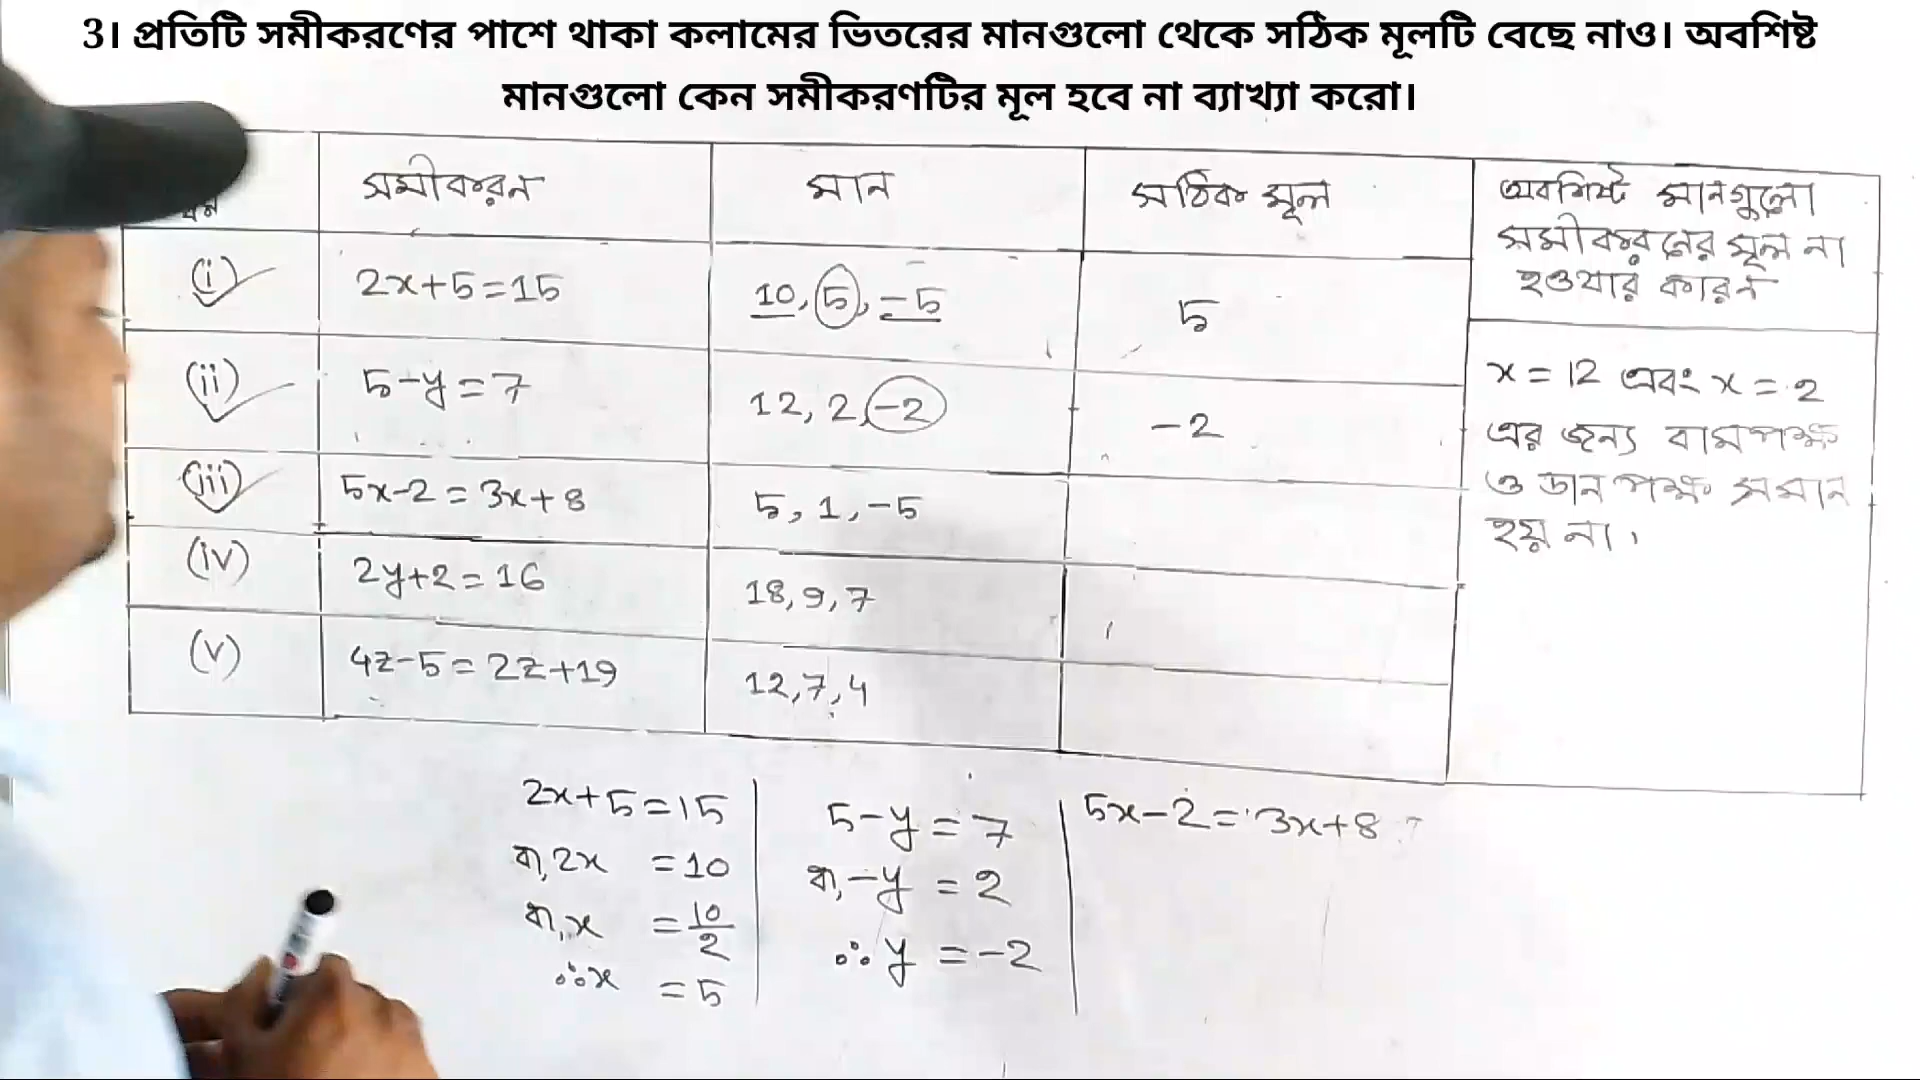 3। প্রতিটি সমীকরণের পাশে থাকা কলামের ভিতরের মানগুলো থেকে সঠিক মূলটি বেছে নাও। অবশিষ্ট
মানগুলো কেন সমীকরণটির মূল হবে না ব্যাখ্যা করো।
সমীকরন
মান
সঠিক মূল
অবশিষ্ট মানগুলো
সমীকরনের মূল না
হওযার কারন
(i)
2x+5=15
10, 5, -5
5
(ii)
5-y=7
12, 2, -2
-2
x = 12 এবং x = 2
এর জন্য বামপক্ষ
ও ডান পক্ষ সমান
হয় না।
(iii)
5x-2=3x+8
5, 1, -5
(iv)
2y+2=16
18, 9, 7
(v)
4z-5=2z+19
12, 7, 4
2x+5=15
বা, 2x =10
বা, x =10/2
∴x =5
5-y=7
বা, -y =2
∴ y =-2
5x-2=3x+8